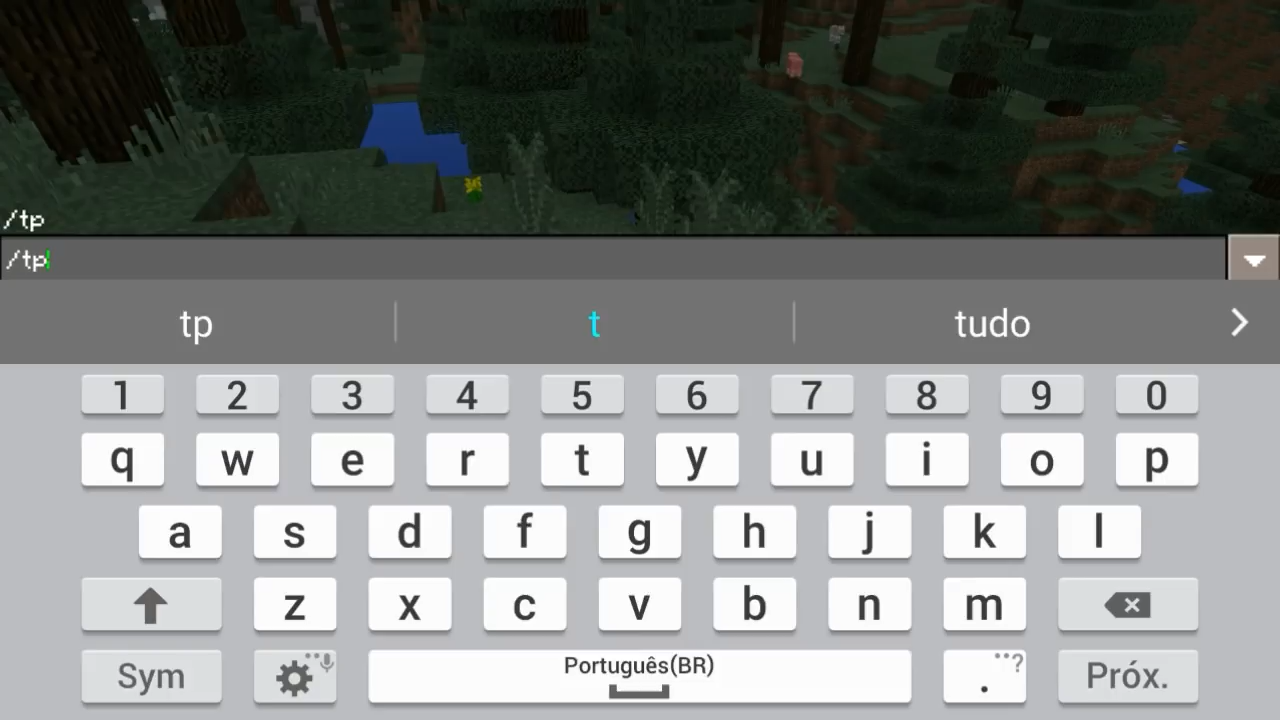 /tp
/tp
tp t tudo
1 2 3 4 5 6 7 8 9 0
q w e r t y u i o p
a s d f g h j k l
z x c v b n m
Sym Português(BR) . ? Próx.